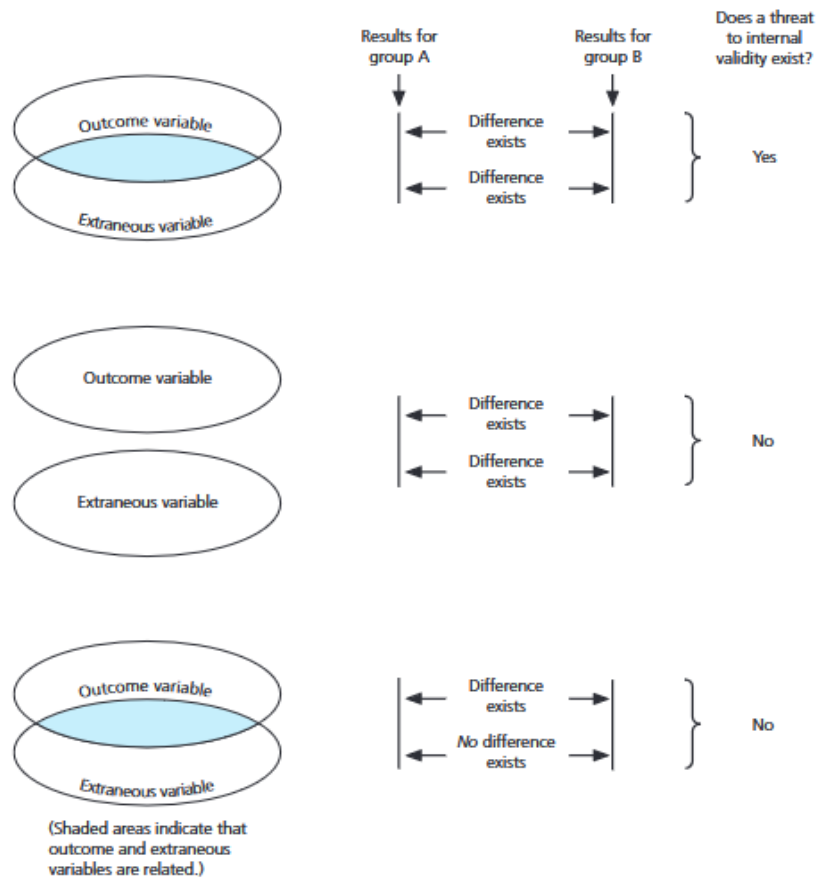 Results for
group A
Results for
group B
Does a threat
to internal
validity exist?
Outcome variable
Extraneous variable
Difference
exists
Difference
exists
Yes
Outcome variable
Extraneous variable
Difference
exists
Difference
exists
No
Outcome variable
Extraneous variable
Difference
exists
No difference
exists
No
(Shaded areas indicate that
outcome and extraneous
variables are related.)